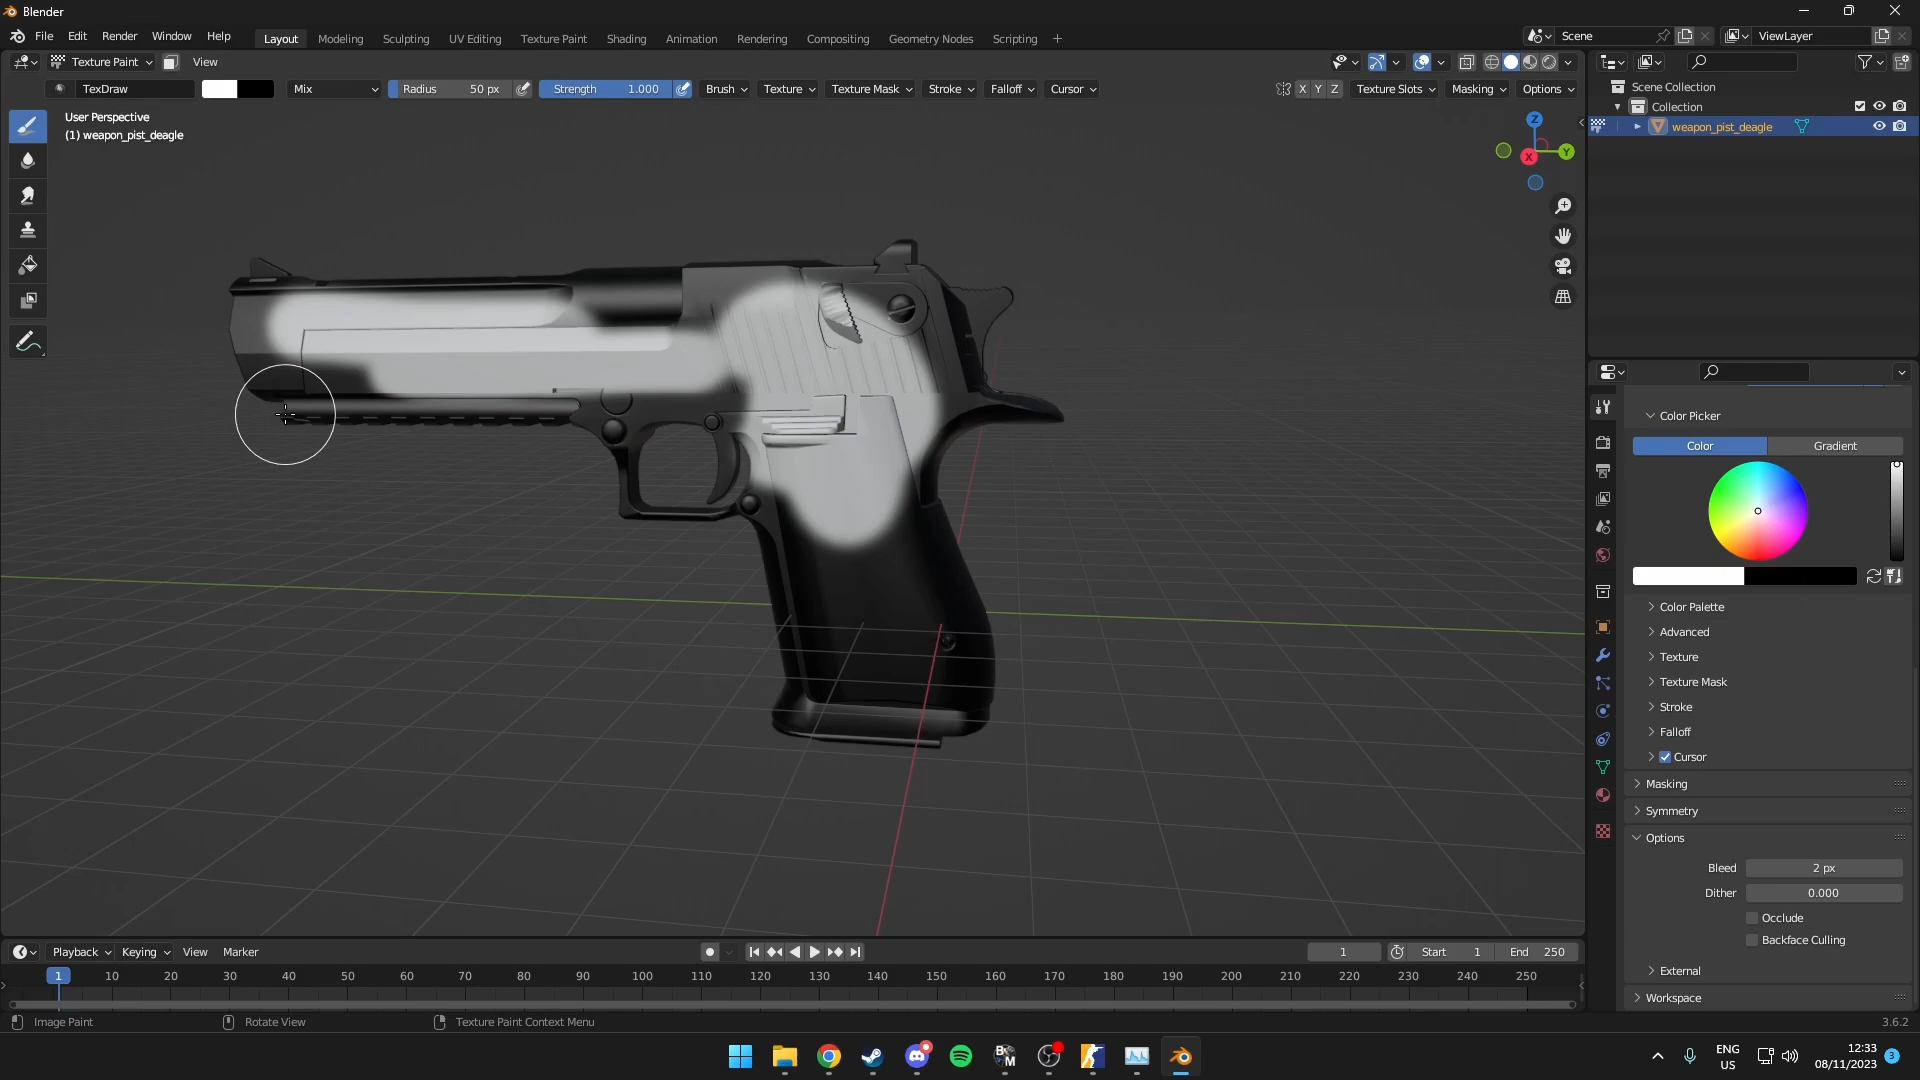 Blender
File Edit Render Window Help Layout Modeling Sculpting UV Editing Texture Paint Shading Animation Rendering Compositing Geometry Nodes Scripting + Scene ViewLayer
Texture Paint View
TexDraw Mix Radius 50 px Strength 1.000 Brush Texture Texture Mask Stroke Falloff Cursor X Y Z Texture Slots Masking Options
Scene Collection
Collection
weapon_pist_deagle
User Perspective
(1) weapon_pist_deagle
Z
Y
X
Color Picker
Color Gradient
Color Palette
Advanced
Texture
Texture Mask
Stroke
Falloff
Cursor
Masking
Symmetry
Options
Bleed 2 px
Dither 0.000
Occlude
Backface Culling
External
Workspace
Playback Keying View Marker 1 Start 1 End 250
1 10 20 30 40 50 60 70 80 90 100 110 120 130 140 150 160 170 180 190 200 210 220 230 240 250
Image Paint Rotate View Texture Paint Context Menu 3.6.2
ENG
US
12:33
08/11/2023
3